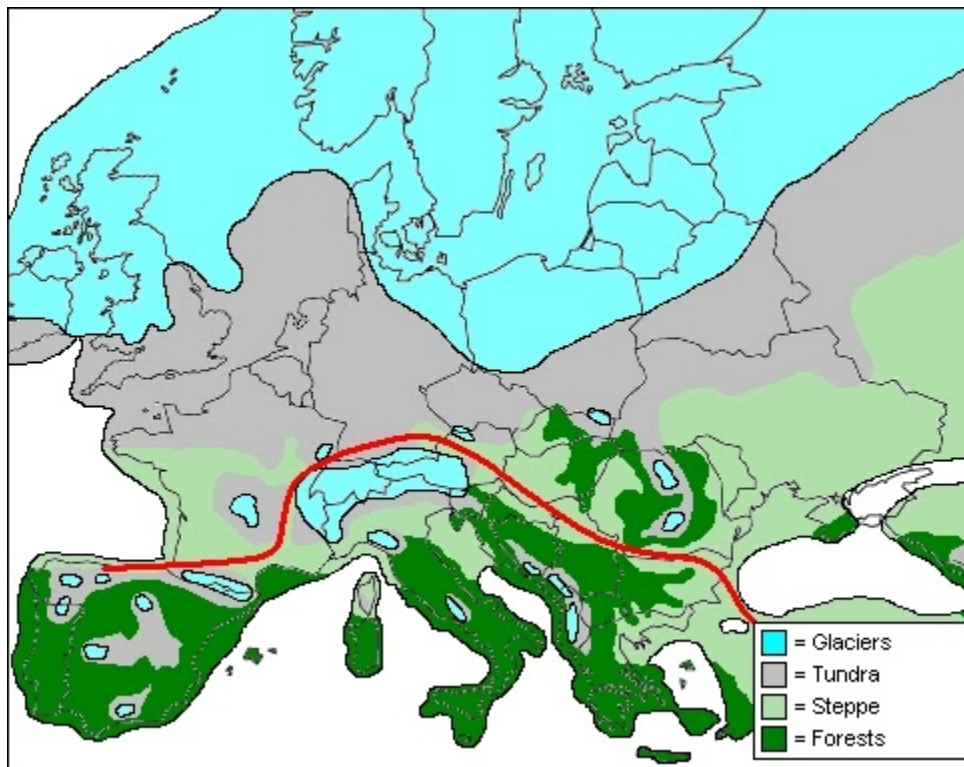 = Glaciers
= Tundra
= Steppe
= Forests